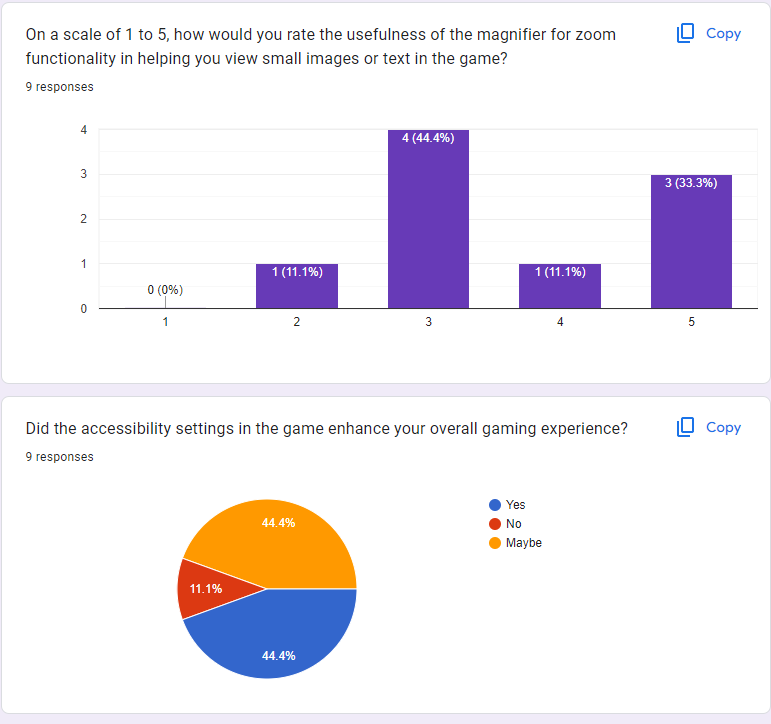 On a scale of 1 to 5, how would you rate the usefulness of the magnifier for zoom
functionality in helping you view small images or text in the game?
Copy
9 responses
4
3
2
1
0
0 (0%)
1 (11.1%)
4 (44.4%)
1 (11.1%)
3 (33.3%)
1
2
3
4
5
Did the accessibility settings in the game enhance your overall gaming experience?
Copy
9 responses
44.4%
11.1%
44.4%
Yes
No
Maybe